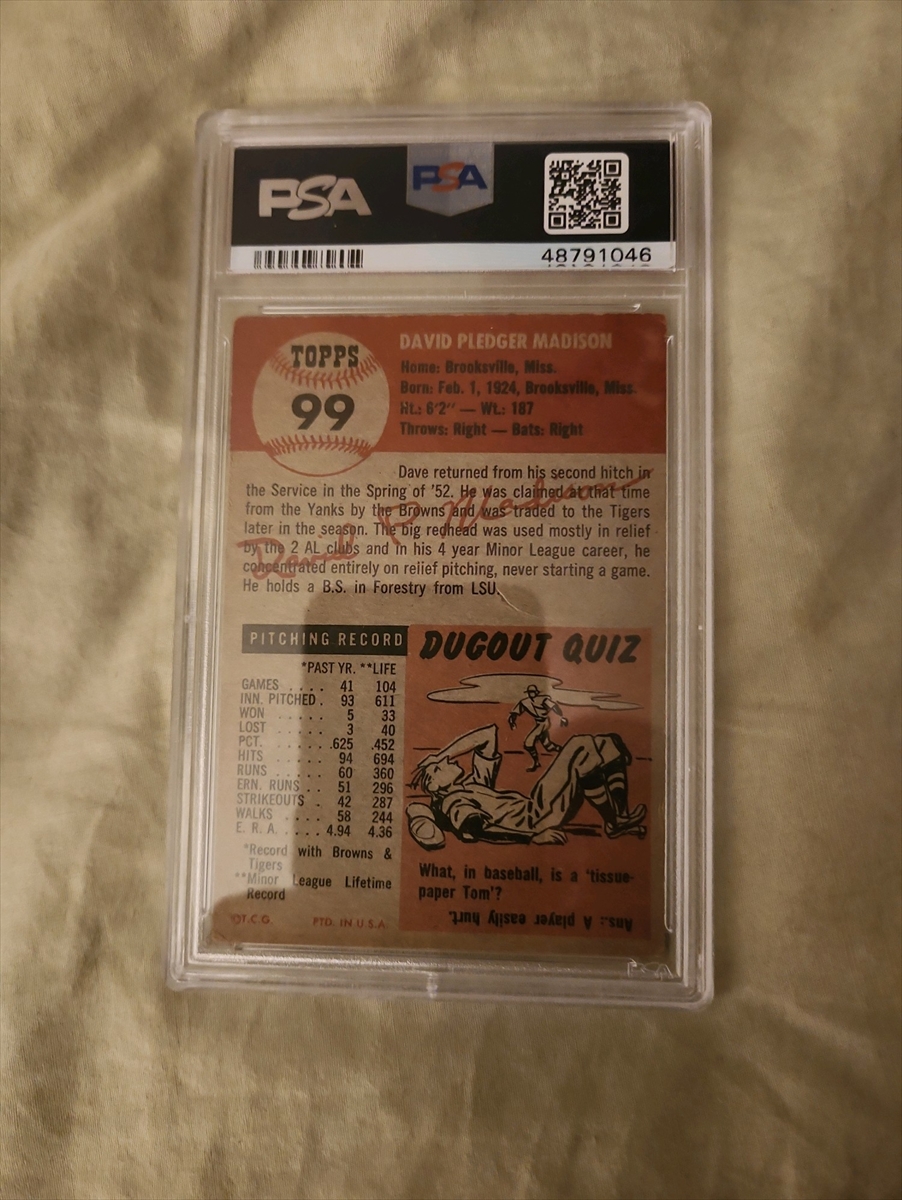 PSA
PSA
48791046
TOPPS
99
DAVID PLEDGER MADISON
Home: Brooksville, Miss.
Born: Feb. 1, 1924, Brooksville, Miss.
Ht.: 6'2" — Wt.: 187
Throws: Right — Bats: Right
Dave returned from his second hitch in
the Service in the Spring of '52. He was claimed at that time
from the Yanks by the Browns and was traded to the Tigers
later in the season. The big redhead was used mostly in relief
by the 2 AL clubs and in his 4 year Minor League career, he
concentrated entirely on relief pitching, never starting a game.
He holds a B.S. in Forestry from LSU.
David P. Madison
PITCHING RECORD
*PAST YR. **LIFE
GAMES .... 41 104
INN. PITCHED. 93 611
WON ..... 5 33
LOST ..... 3 40
PCT. ..... .625 .452
HITS ..... 94 694
RUNS ..... 60 360
ERN. RUNS .. 51 296
STRIKEOUTS . 42 287
WALKS .... 58 244
E. R. A. .... 4.94 4.36
*Record with Browns &
Tigers
**Minor League Lifetime
Record
©T.C.G. PTD. IN U.S.A.
DUGOUT QUIZ
What, in baseball, is a 'tissue-
paper Tom'?
Ans.: A player easily hurt.
PSA